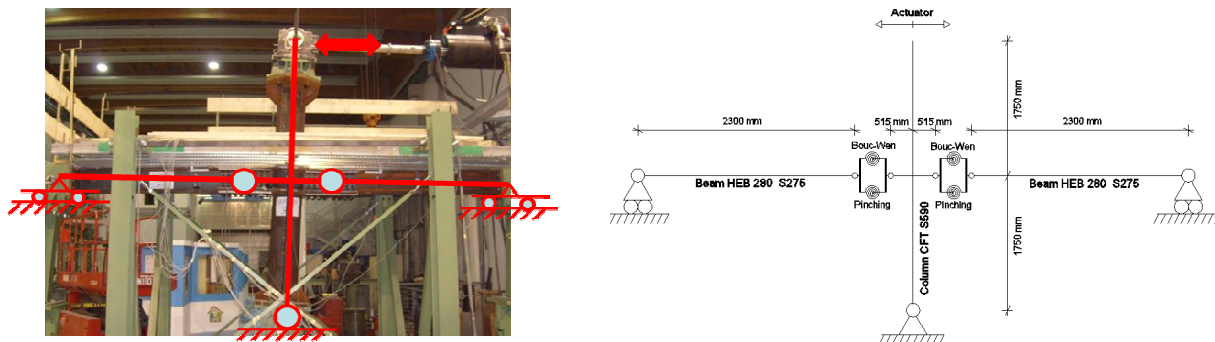 Actuator
1750 mm
2300 mm
515 mm
515 mm
2300 mm
Bouc-Wen
Bouc-Wen
Beam HEB 280 S275
Beam HEB 280 S275
Pinching
Pinching
Column CFT S590
1750 mm